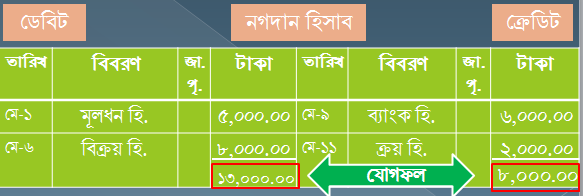 ডেবিট নগদান হিসাব ক্রেডিট
তারিখ বিবরণ জা. পৃ. টাকা তারিখ বিবরণ জা. পৃ. টাকা
মে-১ মূলধন হি. ৫,০০০.০০ মে-৯ ব্যাংক হি. ৬,০০০.০০
মে-৬ বিক্রয় হি. ৮,০০০.০০ মে-১১ ক্রয় হি. ২,০০০.০০
১৩,০০০.০০ যোগফল ৮,০০০.০০